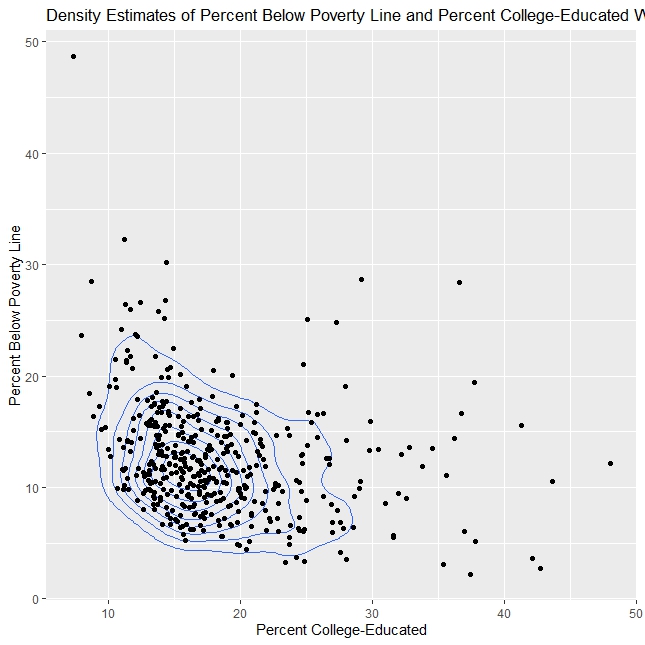 Density Estimates of Percent Below Poverty Line and Percent College-Educated W
50
40
30
20
10
0
Percent Below Poverty Line
10 20 30 40 50
Percent College-Educated